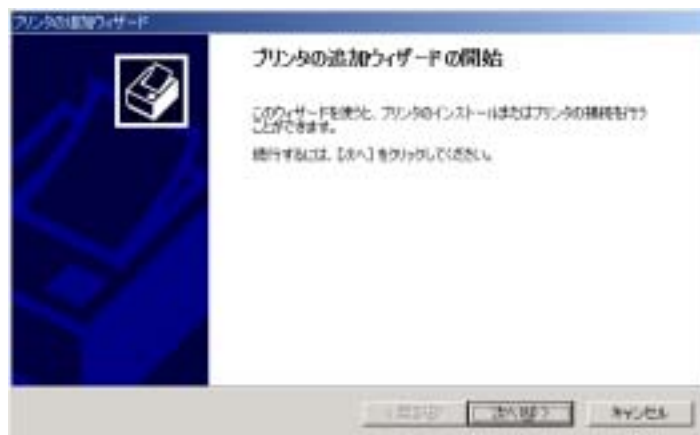 プリンタの追加ウィザード
プリンタの追加ウィザードの開始
このウィザードを使うと、プリンタのインストールまたはプリンタの接続を行う
ことができます。
続行するには、[次へ] をクリックしてください。
< 戻る(B)
次へ(N) >
キャンセル